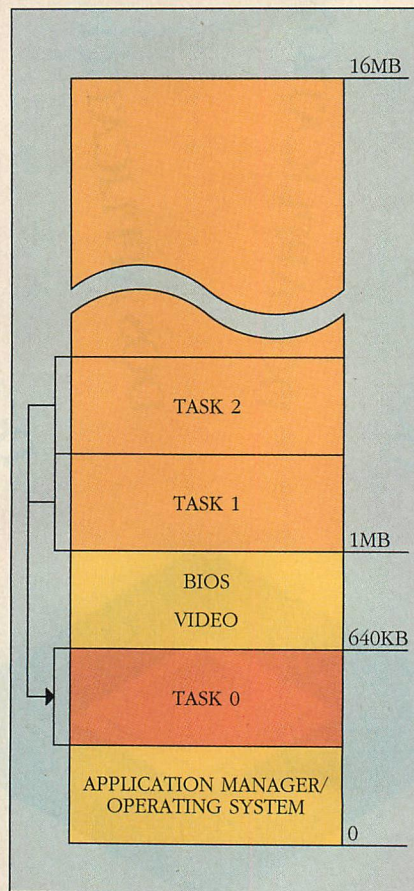 16MB
TASK 2
TASK 1
1MB
BIOS
VIDEO
640KB
TASK 0
APPLICATION MANAGER/
OPERATING SYSTEM
0